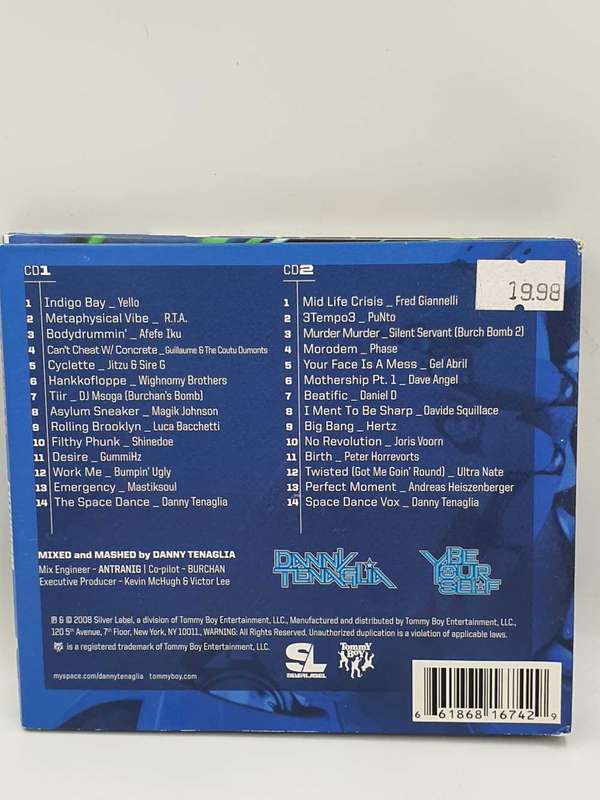 CD1
1 Indigo Bay _ Yello
2 Metaphysical Vibe _ R.T.A.
3 Bodydrummin' _ Afefe Iku
4 Can't Cheat W/ Concrete _ Guillaume & The Coutu Dumonts
5 Cyclette _ Jitzu & Sire G
6 Hankkofloppe _ Wighnomy Brothers
7 Tiir _ DJ Msoga (Burchan's Bomb)
8 Asylum Sneaker _ Magik Johnson
9 Rolling Brooklyn _ Luca Bacchetti
10 Filthy Phunk _ Shinedoe
11 Desire _ GummiHz
12 Work Me _ Bumpin' Ugly
13 Emergency _ Mastiksoul
14 The Space Dance _ Danny Tenaglia
CD2
19.98
1 Mid Life Crisis _ Fred Giannelli
2 3Tempo3 _ PuNto
3 Murder Murder _ Silent Servant (Burch Bomb 2)
4 Morodem _ Phase
5 Your Face Is A Mess _ Gel Abril
6 Mothership Pt. 1 _ Dave Angel
7 Beatific _ Daniel D
8 I Ment To Be Sharp _ Davide Squillace
9 Big Bang _ Hertz
10 No Revolution _ Joris Voorn
11 Birth _ Peter Horrevorts
12 Twisted (Got Me Goin' Round) _ Ultra Nate
13 Perfect Moment _ Andreas Heiszenberger
14 Space Dance Vox _ Danny Tenaglia
MIXED and MASHED by DANNY TENAGLIA
Mix Engineer - ANTRANIG | Co-pilot - BURCHAN
Executive Producer - Kevin McHugh & Victor Lee
DANNY
TENAGLIA
BE
YOUR
SELF
℗ & © 2008 Silver Label, a division of Tommy Boy Entertainment, LLC., Manufactured and distributed by Tommy Boy Entertainment, LLC.,
120 5th Avenue, 7th Floor, New York, NY 10011. WARNING: All Rights Reserved. Unauthorized duplication is a violation of applicable laws.
is a registered trademark of Tommy Boy Entertainment, LLC.
SL
SILVERLABEL
Tommy
Boy
myspace.com/dannytenaglia | tommyboy.com
6 61868 16742 9